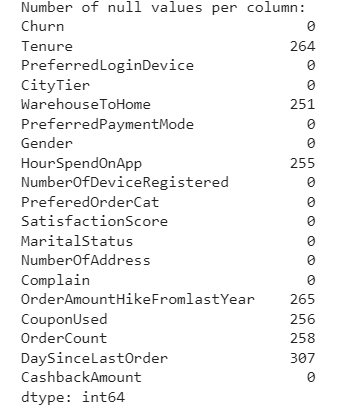 Number of null values per column:
Churn 0
Tenure 264
PreferredLoginDevice 0
CityTier 0
WarehouseToHome 251
PreferredPaymentMode 0
Gender 0
HourSpendOnApp 255
NumberOfDeviceRegistered 0
PreferedOrderCat 0
SatisfactionScore 0
MaritalStatus 0
NumberOfAddress 0
Complain 0
OrderAmountHikeFromlastYear 265
CouponUsed 256
OrderCount 258
DaySinceLastOrder 307
CashbackAmount 0
dtype: int64